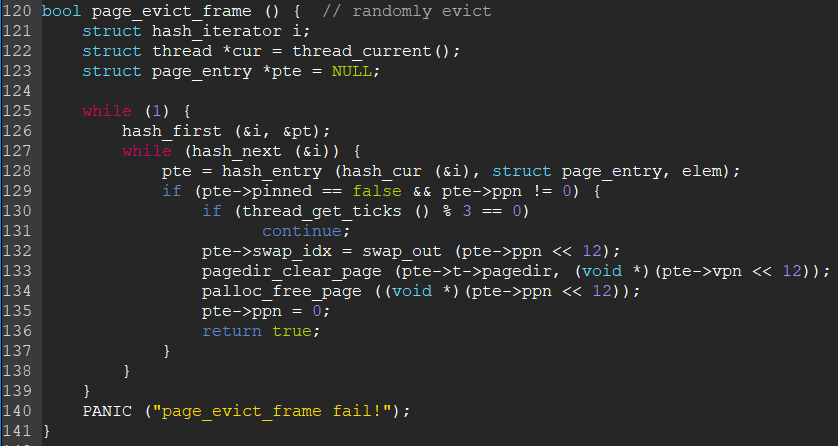 120 bool page_evict_frame () {  // randomly evict
121     struct hash_iterator i;
122     struct thread *cur = thread_current();
123     struct page_entry *pte = NULL;
124
125     while (1) {
126         hash_first (&i, &pt);
127         while (hash_next (&i)) {
128             pte = hash_entry (hash_cur (&i), struct page_entry, elem);
129             if (pte->pinned == false && pte->ppn != 0) {
130                 if (thread_get_ticks () % 3 == 0)
131                       continue;
132                 pte->swap_idx = swap_out (pte->ppn << 12);
133                 pagedir_clear_page (pte->t->pagedir, (void *)(pte->vpn << 12));
134                 palloc_free_page ((void *)(pte->ppn << 12));
135                 pte->ppn = 0;
136                 return true;
137             }
138         }
139     }
140     PANIC ("page_evict_frame fail!");
141 }